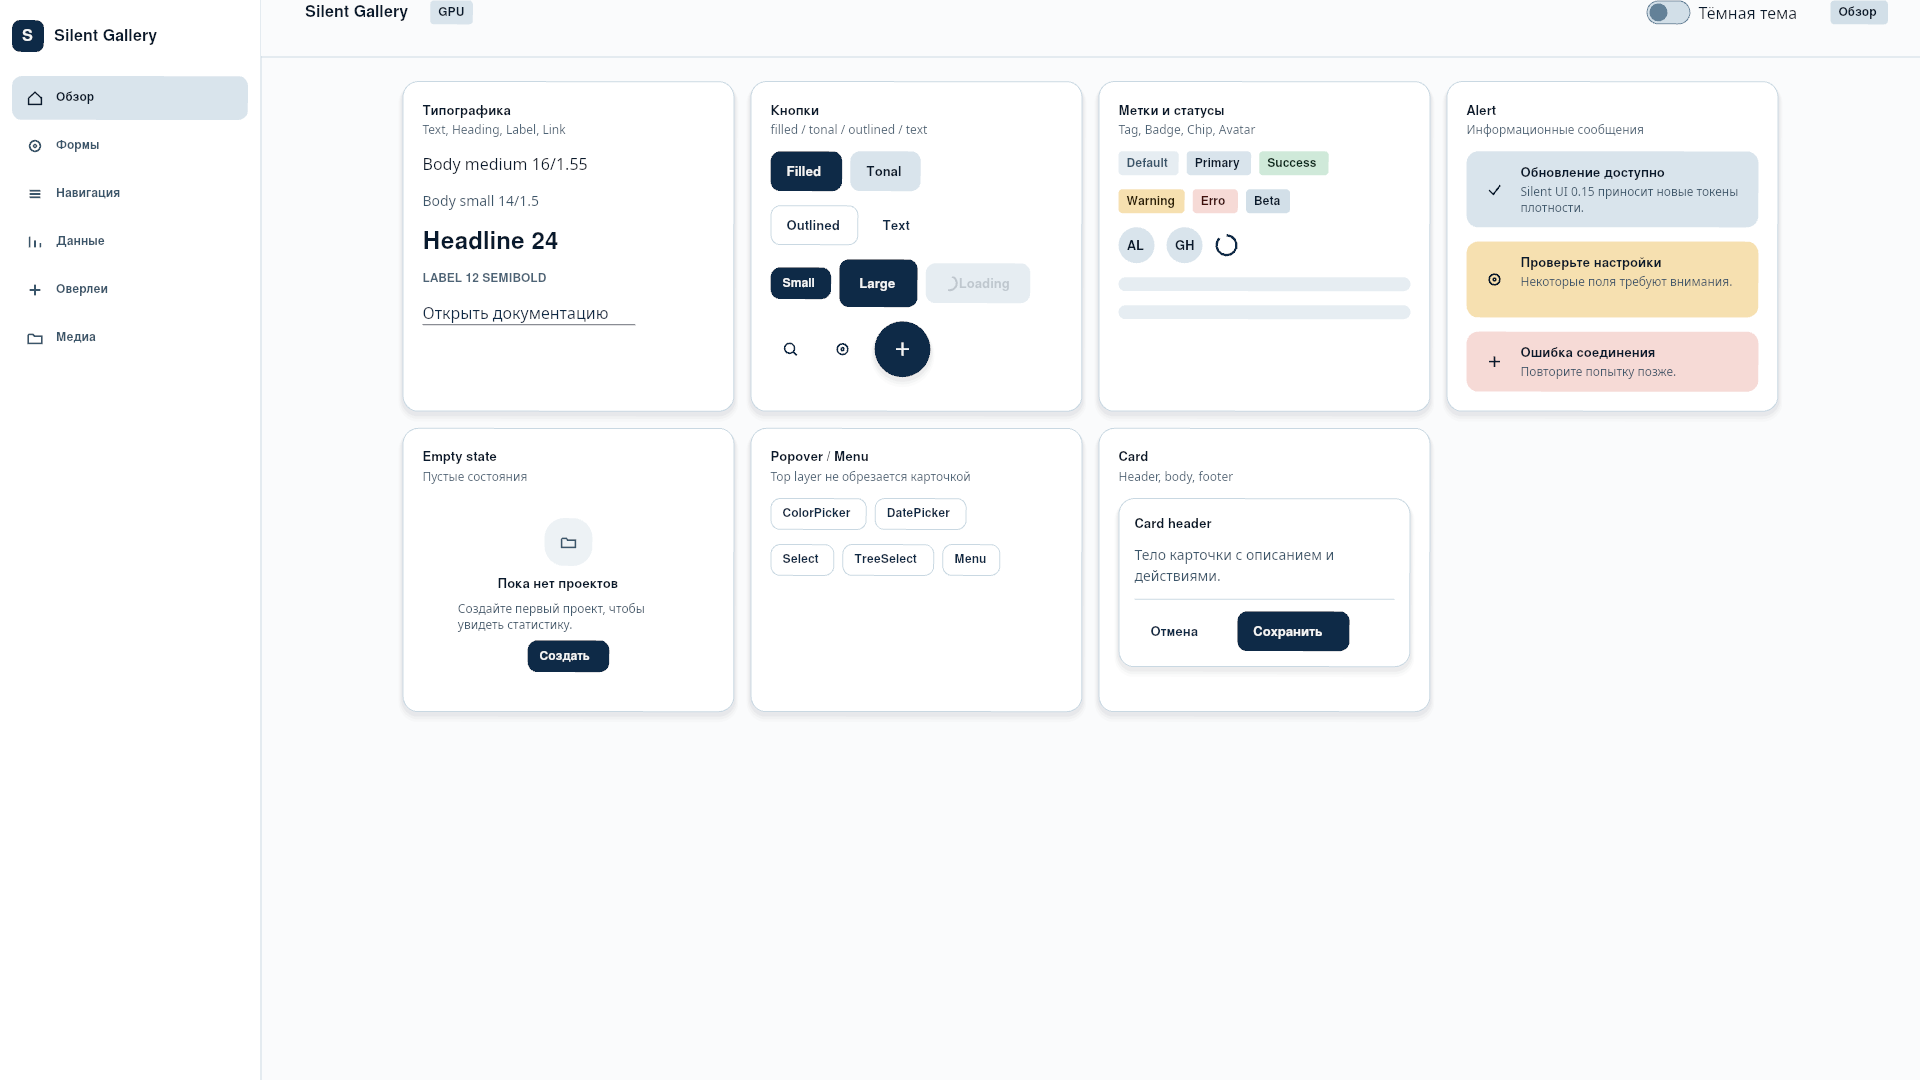 S
Silent Gallery
Обзор
Формы
Навигация
Данные
Оверлеи
Медиа
Silent Gallery
GPU
Тёмная тема
Обзор
Типографика
Text, Heading, Label, Link
Body medium 16/1.55
Body small 14/1.5
Headline 24
LABEL 12 SEMIBOLD
Открыть документацию
Кнопки
filled / tonal / outlined / text
Filled
Tonal
Outlined
Text
Small
Large
Loading
Метки и статусы
Tag, Badge, Chip, Avatar
Default
Primary
Success
Warning
Erro
Beta
AL
GH
Alert
Информационные сообщения
Обновление доступно
Silent UI 0.15 приносит новые токены
плотности.
Проверьте настройки
Некоторые поля требуют внимания.
Ошибка соединения
Повторите попытку позже.
Empty state
Пустые состояния
Пока нет проектов
Создайте первый проект, чтобы
увидеть статистику.
Создать
Popover / Menu
Top layer не обрезается карточкой
ColorPicker
DatePicker
Select
TreeSelect
Menu
Card
Header, body, footer
Card header
Тело карточки с описанием и
действиями.
Отмена
Сохранить